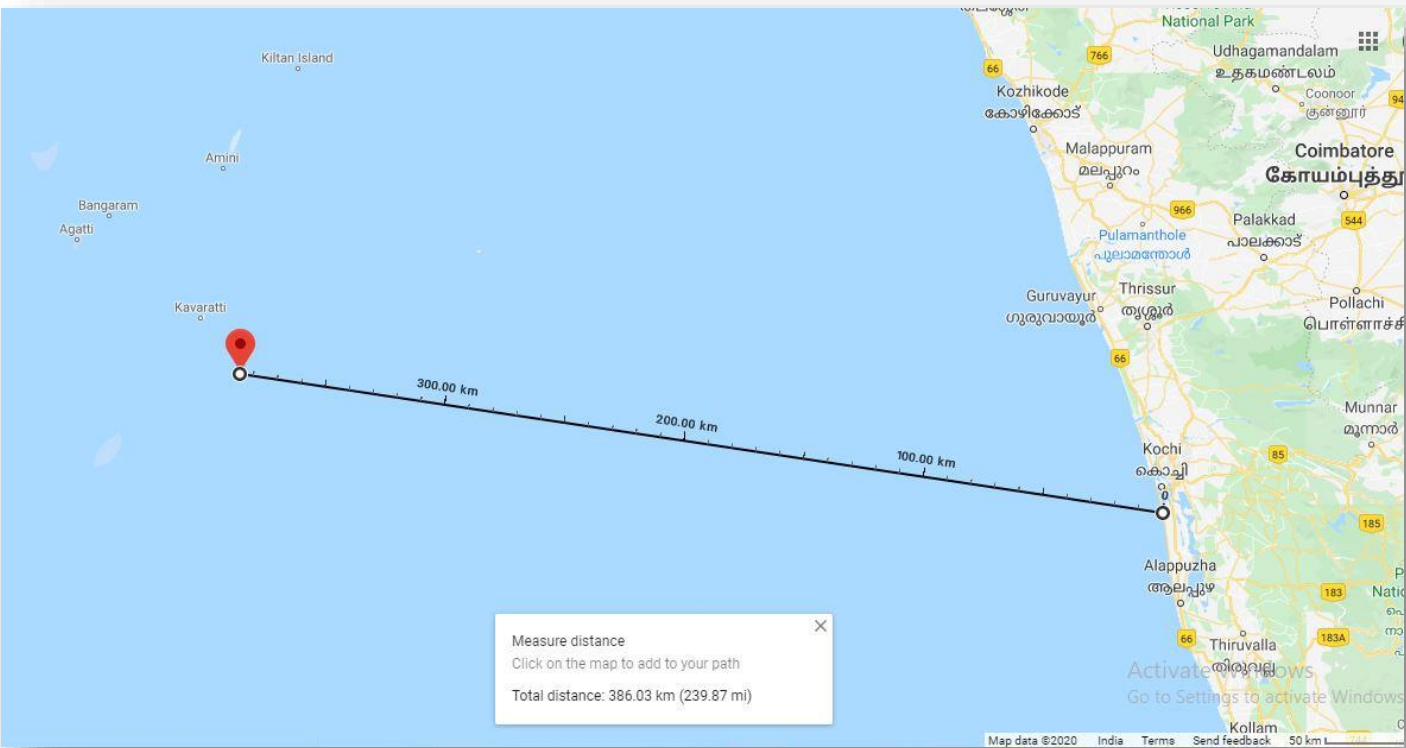 National Park
Kiltan Island
766
Udhagamandalam
உதகமண்டலம்
66
Kozhikode
കോഴിക്കോട്
Coonoor
குன்னூர்
94
Amini
Malappuram
മലപ്പുറം
Coimbatore
கோயம்புத்தூ
Bangaram
Agatti
966
Palakkad
പാലക്കാട്
544
Pulamanthole
പുലാമന്തോൾ
Kavaratti
Guruvayur
ഗുരുവായൂർ
Thrissur
തൃശ്ശൂർ
Pollachi
பொள்ளாச்சி
66
300.00 km
200.00 km
100.00 km
0
Munnar
മൂന്നാർ
Kochi
കൊച്ചി
85
185
Alappuzha
ആലപ്പുഴ
183
Natio
66
Thiruvalla
തിരുവല്ല
183A
Measure distance
Click on the map to add to your path
Total distance: 386.03 km (239.87 mi)
Activate Windows
Go to Settings to activate Windows
Kollam
744
Map data ©2020 India Terms Send feedback 50 km